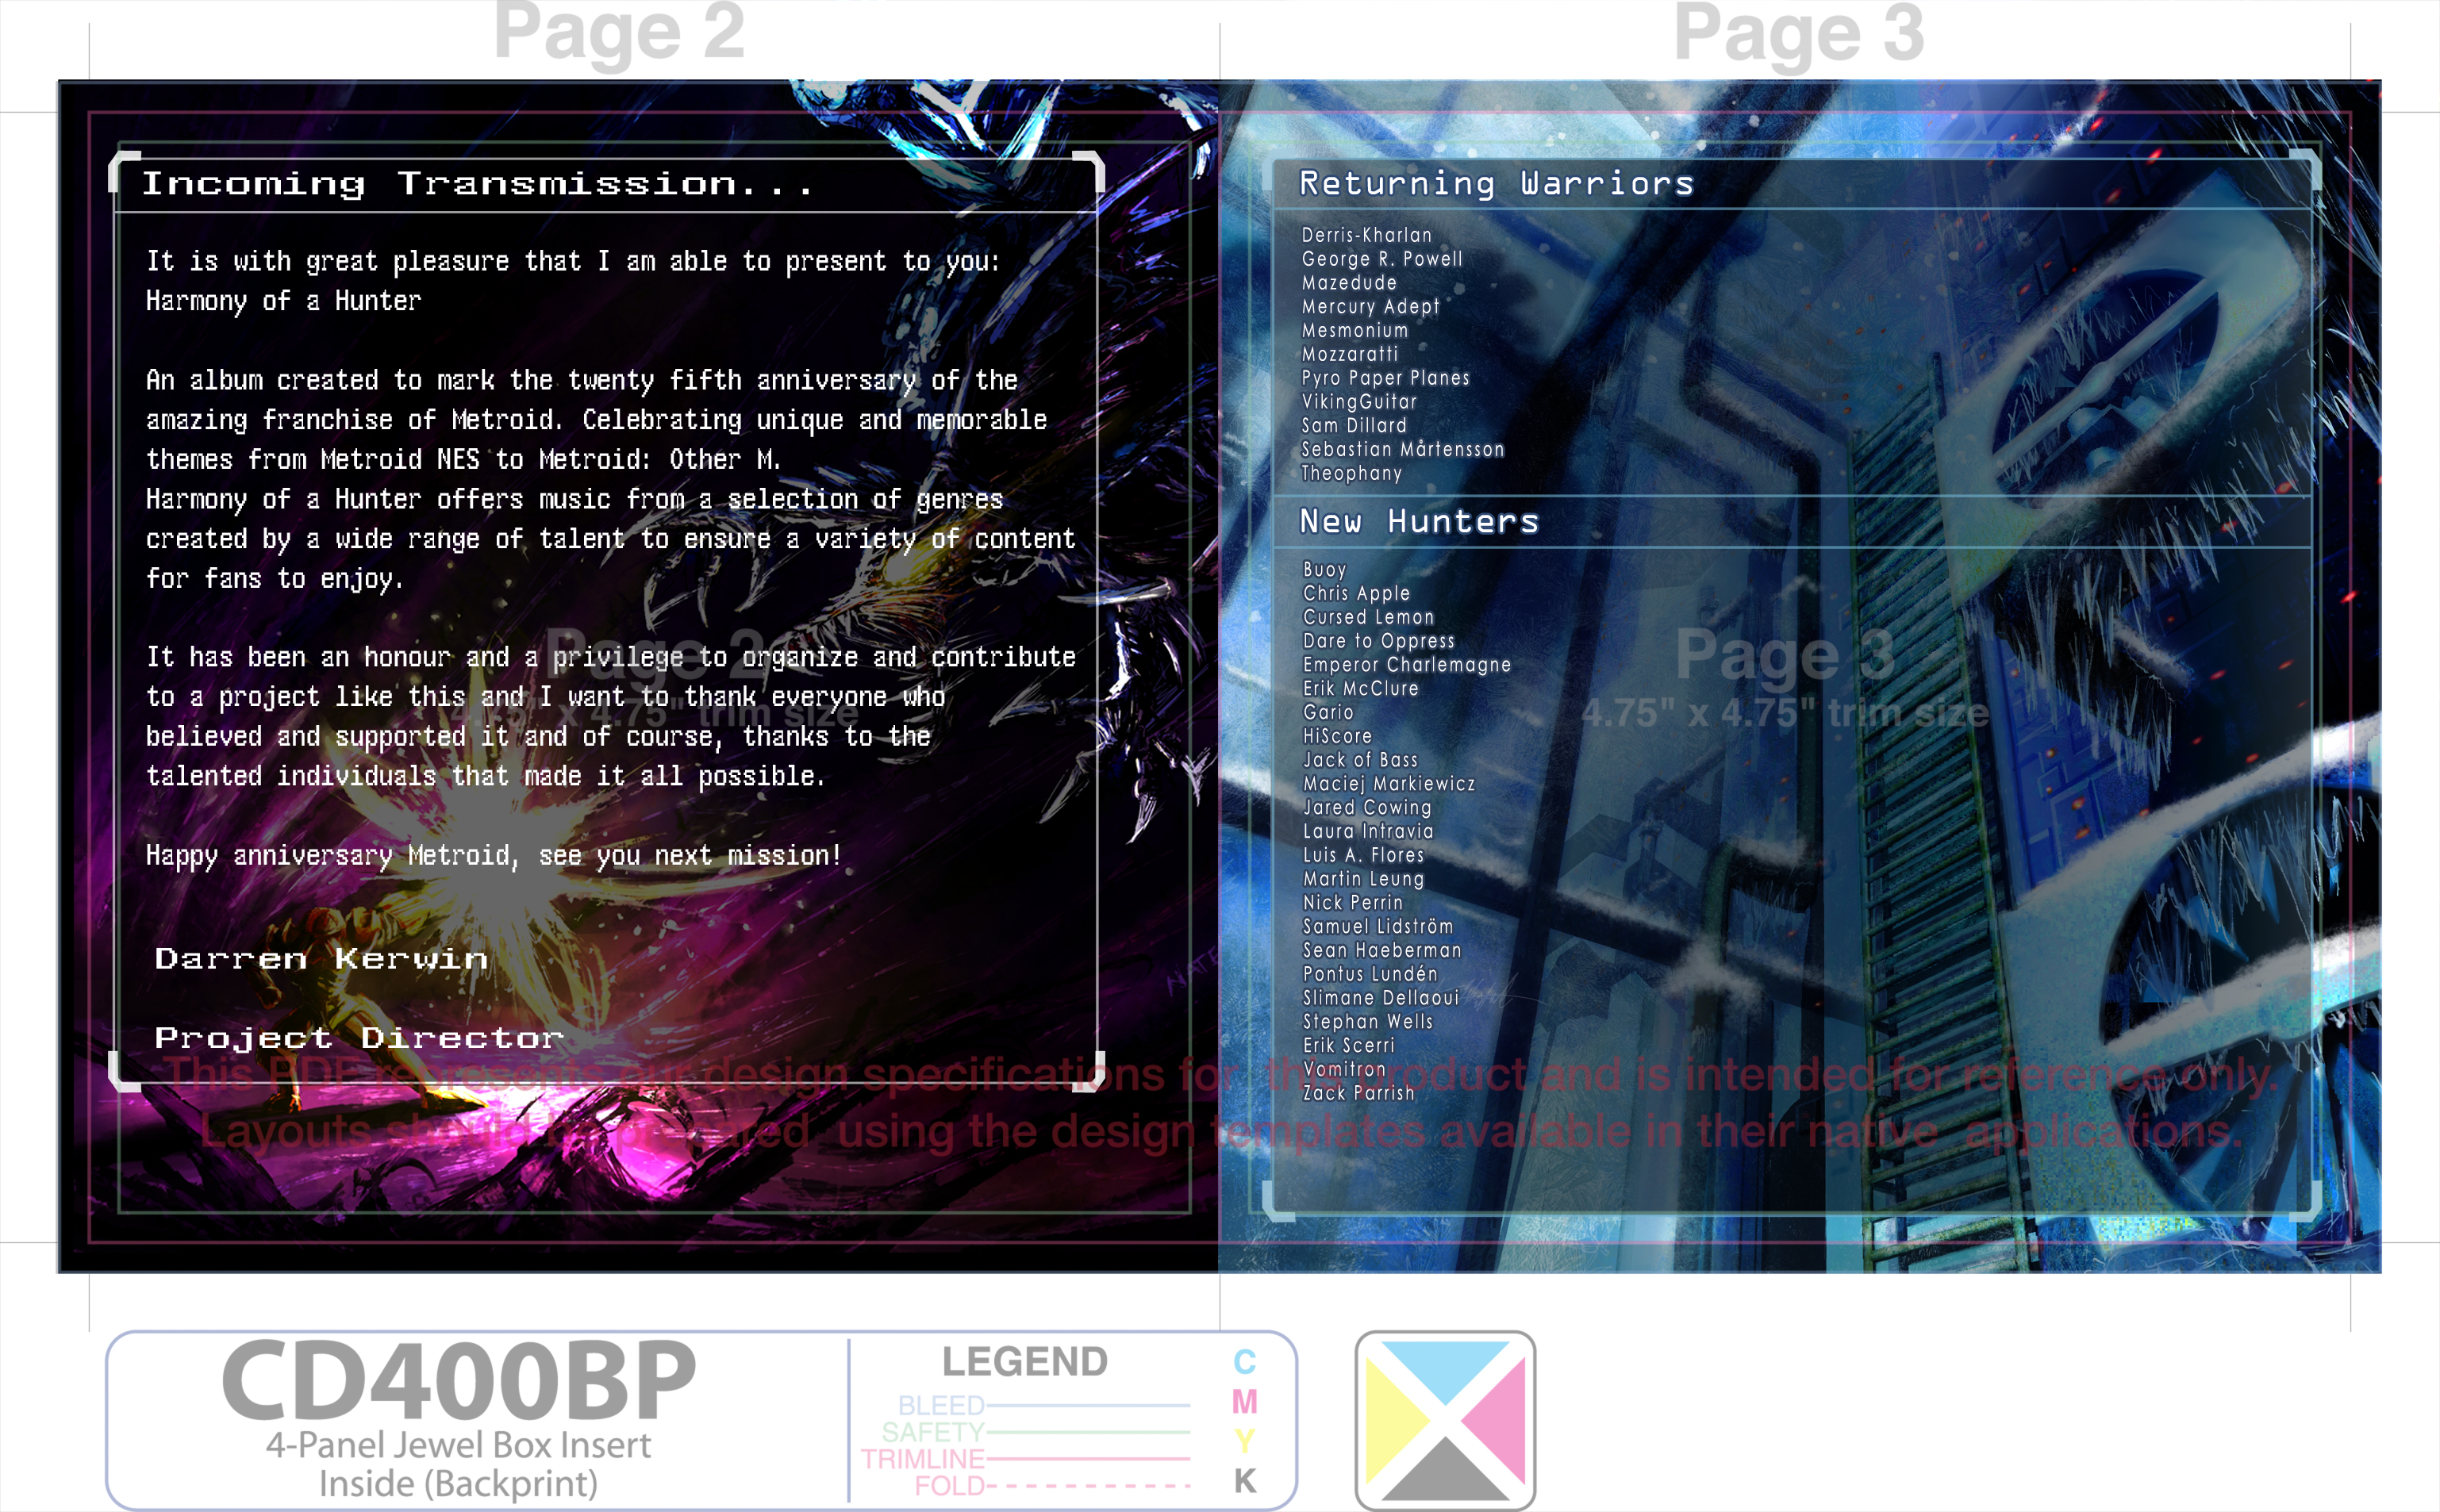 Page 2
Page 3
Incoming Transmission...
It is with great pleasure that I am able to present to you:
Harmony of a Hunter
An album created to mark the twenty fifth anniversary of the
amazing franchise of Metroid. Celebrating unique and memorable
themes from Metroid NES to Metroid: Other M.
Harmony of a Hunter offers music from a selection of genres
created by a wide range of talent to ensure a variety of content
for fans to enjoy.
It has been an honour and a privilege to organize and contribute
to a project like this and I want to thank everyone who
believed and supported it and of course, thanks to the
talented individuals that made it all possible.
Happy anniversary Metroid, see you next mission!
Darren Kerwin
Project Director
Page 2
4.75" x 4.75" trim size
Returning Warriors
Derris-Kharlan
George R. Powell
Mazedude
Mercury Adept
Mesmonium
Mozzaratti
Pyro Paper Planes
VikingGuitar
Sam Dillard
Sebastian Mårtensson
Theophany
New Hunters
Buoy
Chris Apple
Cursed Lemon
Dare to Oppress
Emperor Charlemagne
Erik McClure
Gario
HiScore
Jack of Bass
Maciej Markiewicz
Jared Cowing
Laura Intravia
Luis A. Flores
Martin Leung
Nick Perrin
Samuel Lidström
Sean Haeberman
Pontus Lundén
Slimane Dellaoui
Stephan Wells
Erik Scerri
Vomitron
Zack Parrish
Page 3
4.75" x 4.75" trim size
This PDF represents our design specifications for this product and is intended for reference only.
Layouts should be prepared using the design templates available in their native applications.
CD400BP
4-Panel Jewel Box Insert
Inside (Backprint)
LEGEND
BLEED
SAFETY
TRIMLINE
FOLD
C
M
Y
K